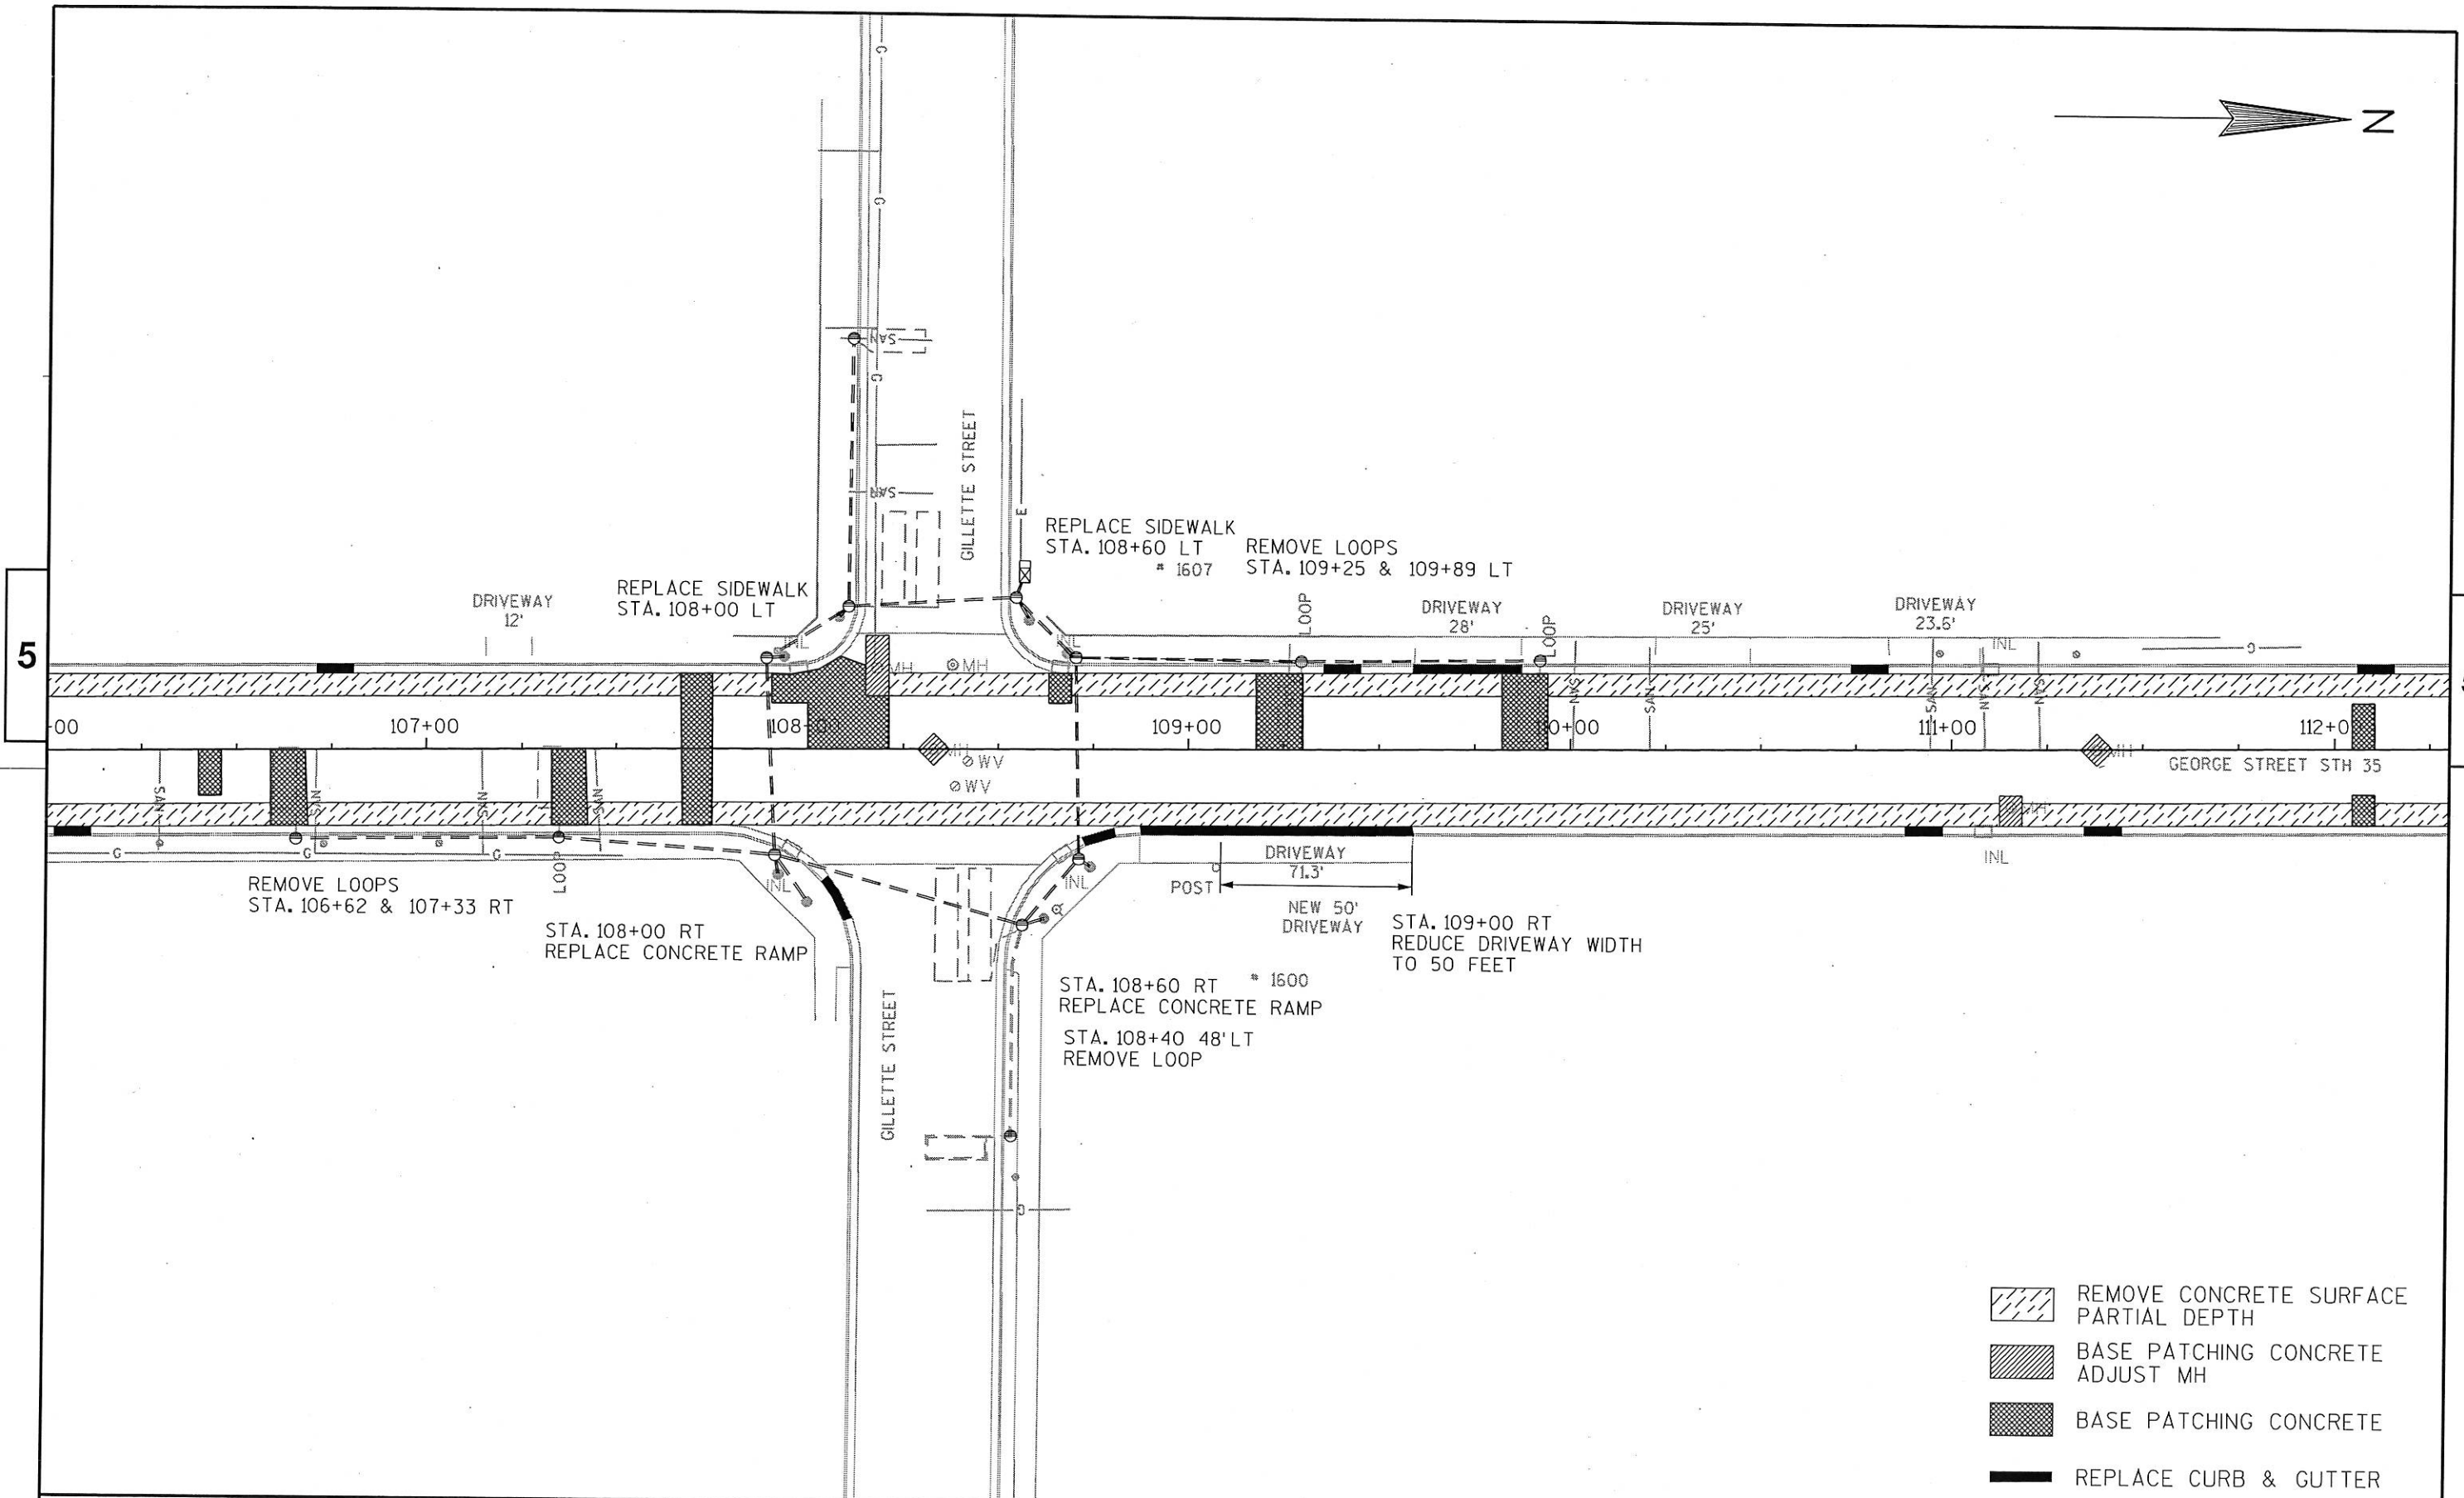 N
G
G
G
SAN
SAN
GILLETTE STREET
E
REPLACE SIDEWALK
STA. 108+60 LT
* 1607
REMOVE LOOPS
STA. 109+25 & 109+89 LT
REPLACE SIDEWALK
STA. 108+00 LT
DRIVEWAY
12'
LOOP
DRIVEWAY
28'
LOOP
DRIVEWAY
25'
DRIVEWAY
23.6'
INL
INL
INL
G
5
MH
MH
SAN
SAN
SAN
SAN
SAN
+00
107+00
108+00
109+00
110+00
111+00
112+0
MH
WV
WV
MH
GEORGE STREET STH 35
SAN
SAN
SAN
SAN
MH
G
G
G
LOOP
INL
INL
INL
REMOVE LOOPS
STA. 106+62 & 107+33 RT
STA. 108+00 RT
REPLACE CONCRETE RAMP
DRIVEWAY
71.3'
POST
NEW 50'
DRIVEWAY
STA. 109+00 RT
REDUCE DRIVEWAY WIDTH
TO 50 FEET
STA. 108+60 RT
* 1600
REPLACE CONCRETE RAMP
STA. 108+40 48' LT
REMOVE LOOP
GILLETTE STREET
G
REMOVE CONCRETE SURFACE
PARTIAL DEPTH
BASE PATCHING CONCRETE
ADJUST MH
BASE PATCHING CONCRETE
REPLACE CURB & GUTTER